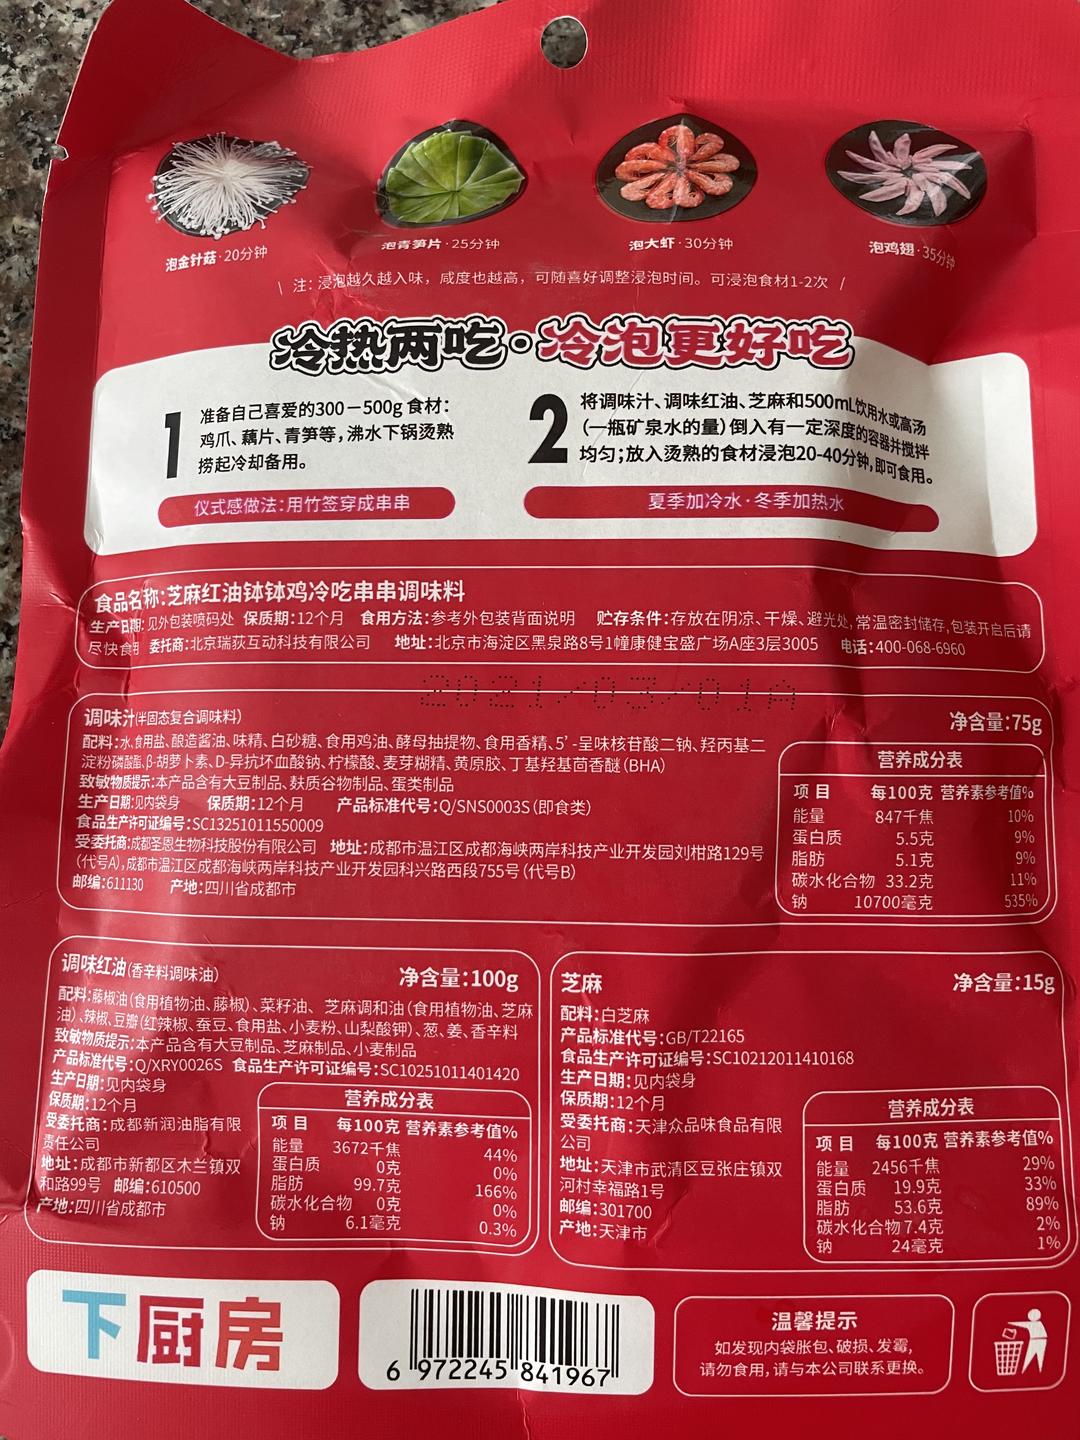 泡金针菇·20分钟
泡青笋片·25分钟
泡大虾·30分钟
泡鸡翅·35分钟
注:浸泡越久越入味,咸度也越高,可随喜好调整浸泡时间。可浸泡食材1-2次
冷热两吃·冷泡更好吃
1
准备自己喜爱的300-500g食材:
鸡爪、藕片、青笋等,沸水下锅烫熟
捞起冷却备用。
仪式感做法:用竹签穿成串串
2
将调味汁、调味红油、芝麻和500mL饮用水或高汤
(一瓶矿泉水的量)倒入有一定深度的容器并搅拌
均匀;放入烫熟的食材浸泡20-40分钟,即可食用。
夏季加冷水·冬季加热水
食品名称:芝麻红油钵钵鸡冷吃串串调味料
生产日期:见外包装喷码处 保质期:12个月 食用方法:参考外包装背面说明 贮存条件:存放在阴凉、干燥、避光处,常温密封储存,包装开启后请
尽快食用 委托商:北京瑞荻互动科技有限公司 地址:北京市海淀区黑泉路8号1幢康健宝盛广场A座3层3005 电话:400-068-6960
2021/03/01A
调味汁(半固态复合调味料)
净含量:75g
配料:水,食用盐、酿造酱油、味精、白砂糖、食用鸡油、酵母抽提物、食用香精、5'-呈味核苷酸二钠、羟丙基二
淀粉磷酸酯、β-胡萝卜素、D-异抗坏血酸钠、柠檬酸、麦芽糊精、黄原胶、丁基羟基茴香醚(BHA)
致敏物质提示:本产品含有大豆制品、麸质谷物制品、蛋类制品
生产日期:见内袋身 保质期:12个月 产品标准代号:Q/SNS0003S(即食类)
食品生产许可证编号:SC13251011550009
受委托商:成都圣恩生物科技股份有限公司 地址:成都市温江区成都海峡两岸科技产业开发园刘柑路129号
(代号A),成都市温江区成都海峡两岸科技产业开发园科兴路西段755号(代号B)
邮编:611130 产地:四川省成都市
营养成分表
项目 每100克 营养素参考值%
能量 847千焦 10%
蛋白质 5.5克 9%
脂肪 5.1克 9%
碳水化合物 33.2克 11%
钠 10700毫克 535%
调味红油(香辛料调味油)
净含量:100g
配料:藤椒油(食用植物油、藤椒)、菜籽油、芝麻调和油(食用植物油、芝麻
油)、辣椒、豆瓣(红辣椒、蚕豆、食用盐、小麦粉、山梨酸钾)、葱、姜、香辛料
致敏物质提示:本产品含有大豆制品、芝麻制品、小麦制品
产品标准代号:Q/XRY0026S 食品生产许可证编号:SC10251011401420
生产日期:见内袋身
保质期:12个月
受委托商:成都新润油脂有限
责任公司
地址:成都市新都区木兰镇双
和路99号 邮编:610500
产地:四川省成都市
营养成分表
项目 每100克 营养素参考值%
能量 3672千焦 44%
蛋白质 0克 0%
脂肪 99.7克 166%
碳水化合物 0克 0%
钠 6.1毫克 0.3%
芝麻
净含量:15g
配料:白芝麻
产品标准代号:GB/T22165
食品生产许可证编号:SC10212011410168
生产日期:见内袋身
保质期:12个月
受委托商:天津众品味食品有限
公司
地址:天津市武清区豆张庄镇双
河村幸福路1号
邮编:301700
产地:天津市
营养成分表
项目 每100克 营养素参考值%
能量 2456千焦 29%
蛋白质 19.9克 33%
脂肪 53.6克 89%
碳水化合物 7.4克 2%
钠 24毫克 1%
下厨房
6 972245 841967
温馨提示
如发现内袋胀包、破损、发霉,
请勿食用,请与本公司联系更换。